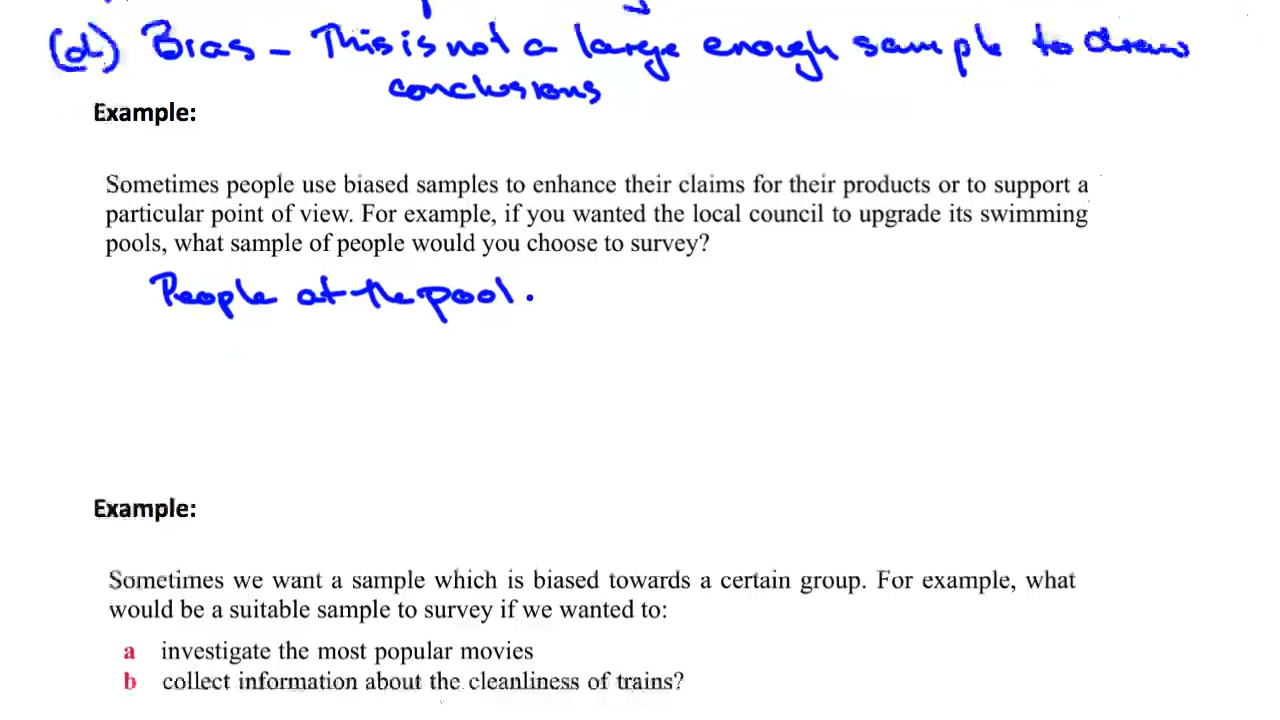 (d) Bias - This is not a large enough sample to draw
conclusions
Example:
Sometimes people use biased samples to enhance their claims for their products or to support a
particular point of view. For example, if you wanted the local council to upgrade its swimming
pools, what sample of people would you choose to survey?
People at the pool.
Example:
Sometimes we want a sample which is biased towards a certain group. For example, what
would be a suitable sample to survey if we wanted to:
a investigate the most popular movies
b collect information about the cleanliness of trains?